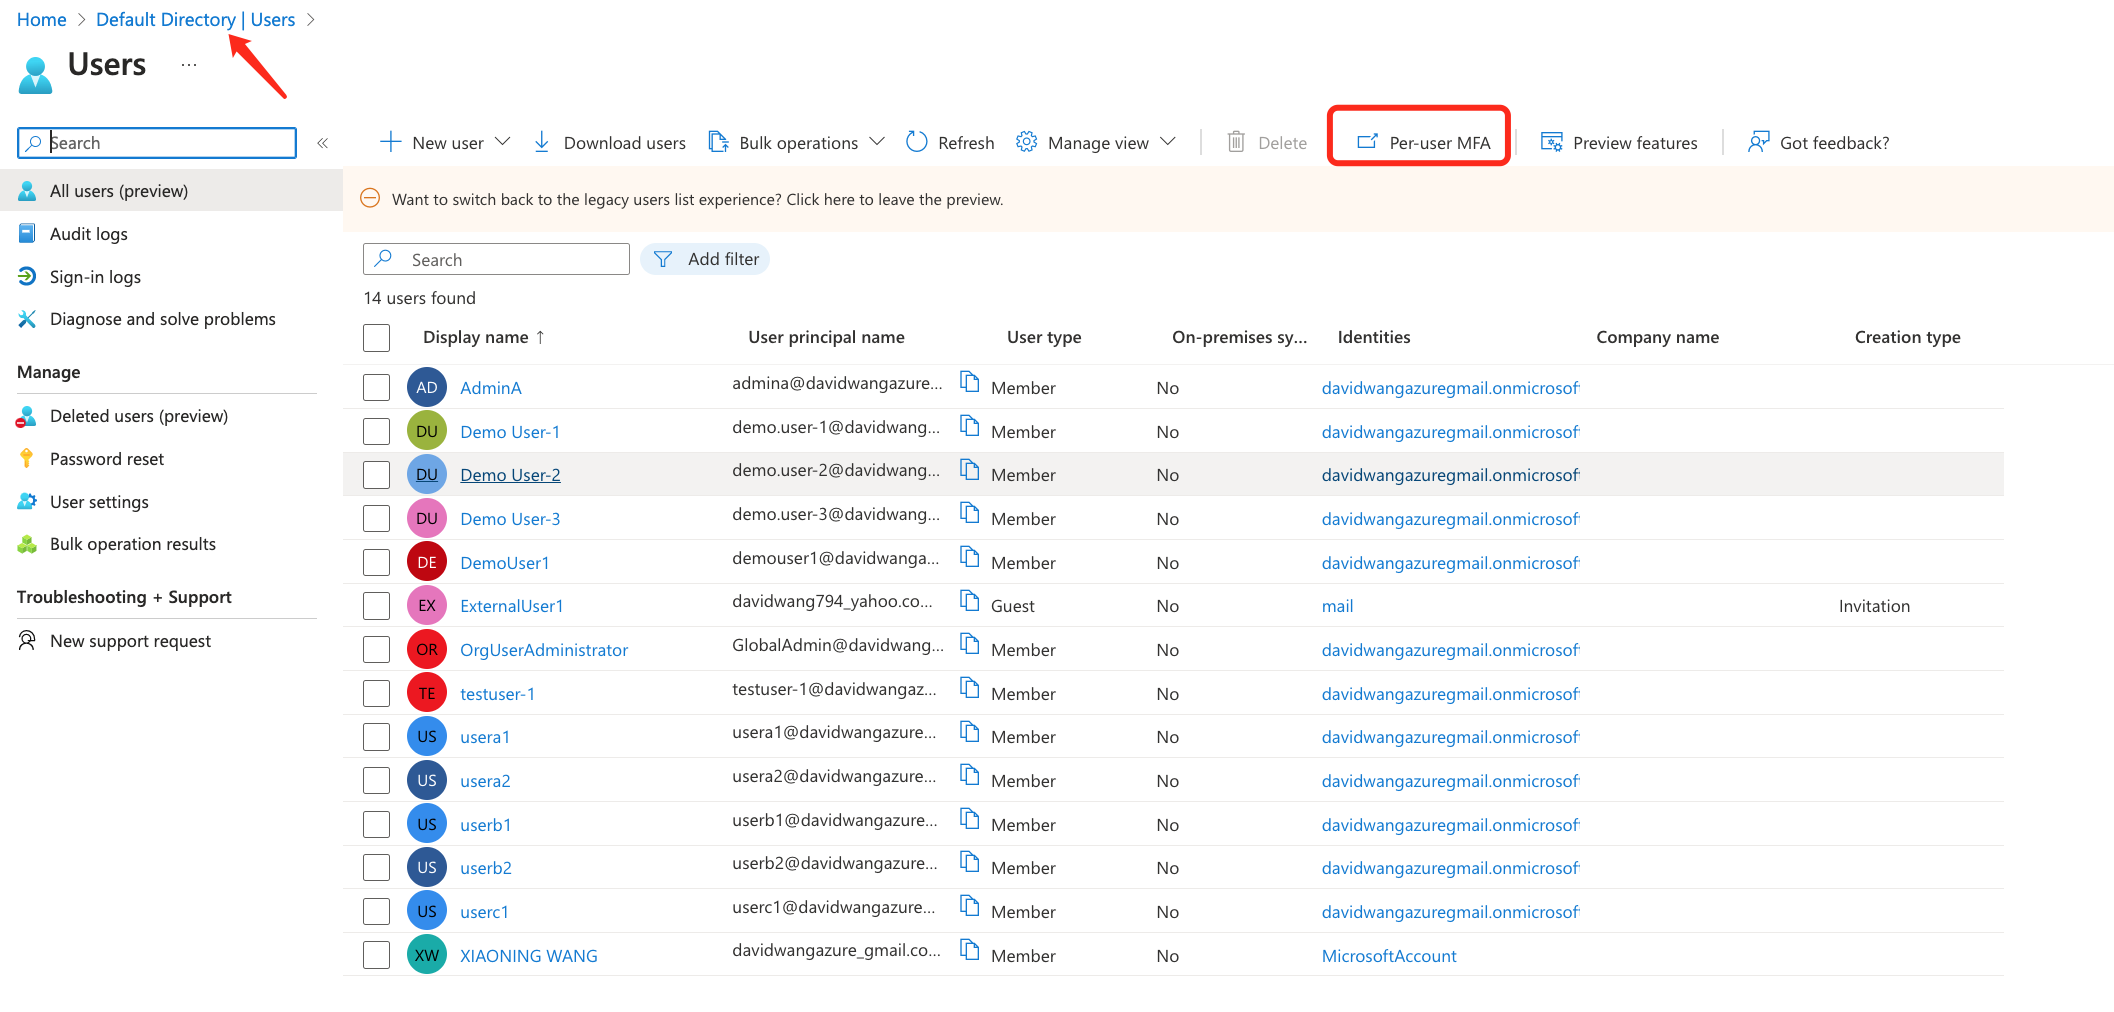 Home > Default Directory | Users >
Users ...
Search «
New user Download users Bulk operations Refresh Manage view Delete Per-user MFA Preview features Got feedback?
All users (preview)
Audit logs
Sign-in logs
Diagnose and solve problems
Manage
Deleted users (preview)
Password reset
User settings
Bulk operation results
Troubleshooting + Support
New support request
Want to switch back to the legacy users list experience? Click here to leave the preview.
Search Add filter
14 users found
Display name ↑ User principal name User type On-premises sy... Identities Company name Creation type
AD AdminA admina@davidwangazure... Member No davidwangazuregmail.onmicrosof
DU Demo User-1 demo.user-1@davidwang... Member No davidwangazuregmail.onmicrosof
DU Demo User-2 demo.user-2@davidwang... Member No davidwangazuregmail.onmicrosof
DU Demo User-3 demo.user-3@davidwang... Member No davidwangazuregmail.onmicrosof
DE DemoUser1 demouser1@davidwanga... Member No davidwangazuregmail.onmicrosof
EX ExternalUser1 davidwang794_yahoo.co... Guest No mail Invitation
OR OrgUserAdministrator GlobalAdmin@davidwang... Member No davidwangazuregmail.onmicrosof
TE testuser-1 testuser-1@davidwangaz... Member No davidwangazuregmail.onmicrosof
US usera1 usera1@davidwangazure... Member No davidwangazuregmail.onmicrosof
US usera2 usera2@davidwangazure... Member No davidwangazuregmail.onmicrosof
US userb1 userb1@davidwangazure... Member No davidwangazuregmail.onmicrosof
US userb2 userb2@davidwangazure... Member No davidwangazuregmail.onmicrosof
US userc1 userc1@davidwangazure... Member No davidwangazuregmail.onmicrosof
XW XIAONING WANG davidwangazure_gmail.co... Member No MicrosoftAccount